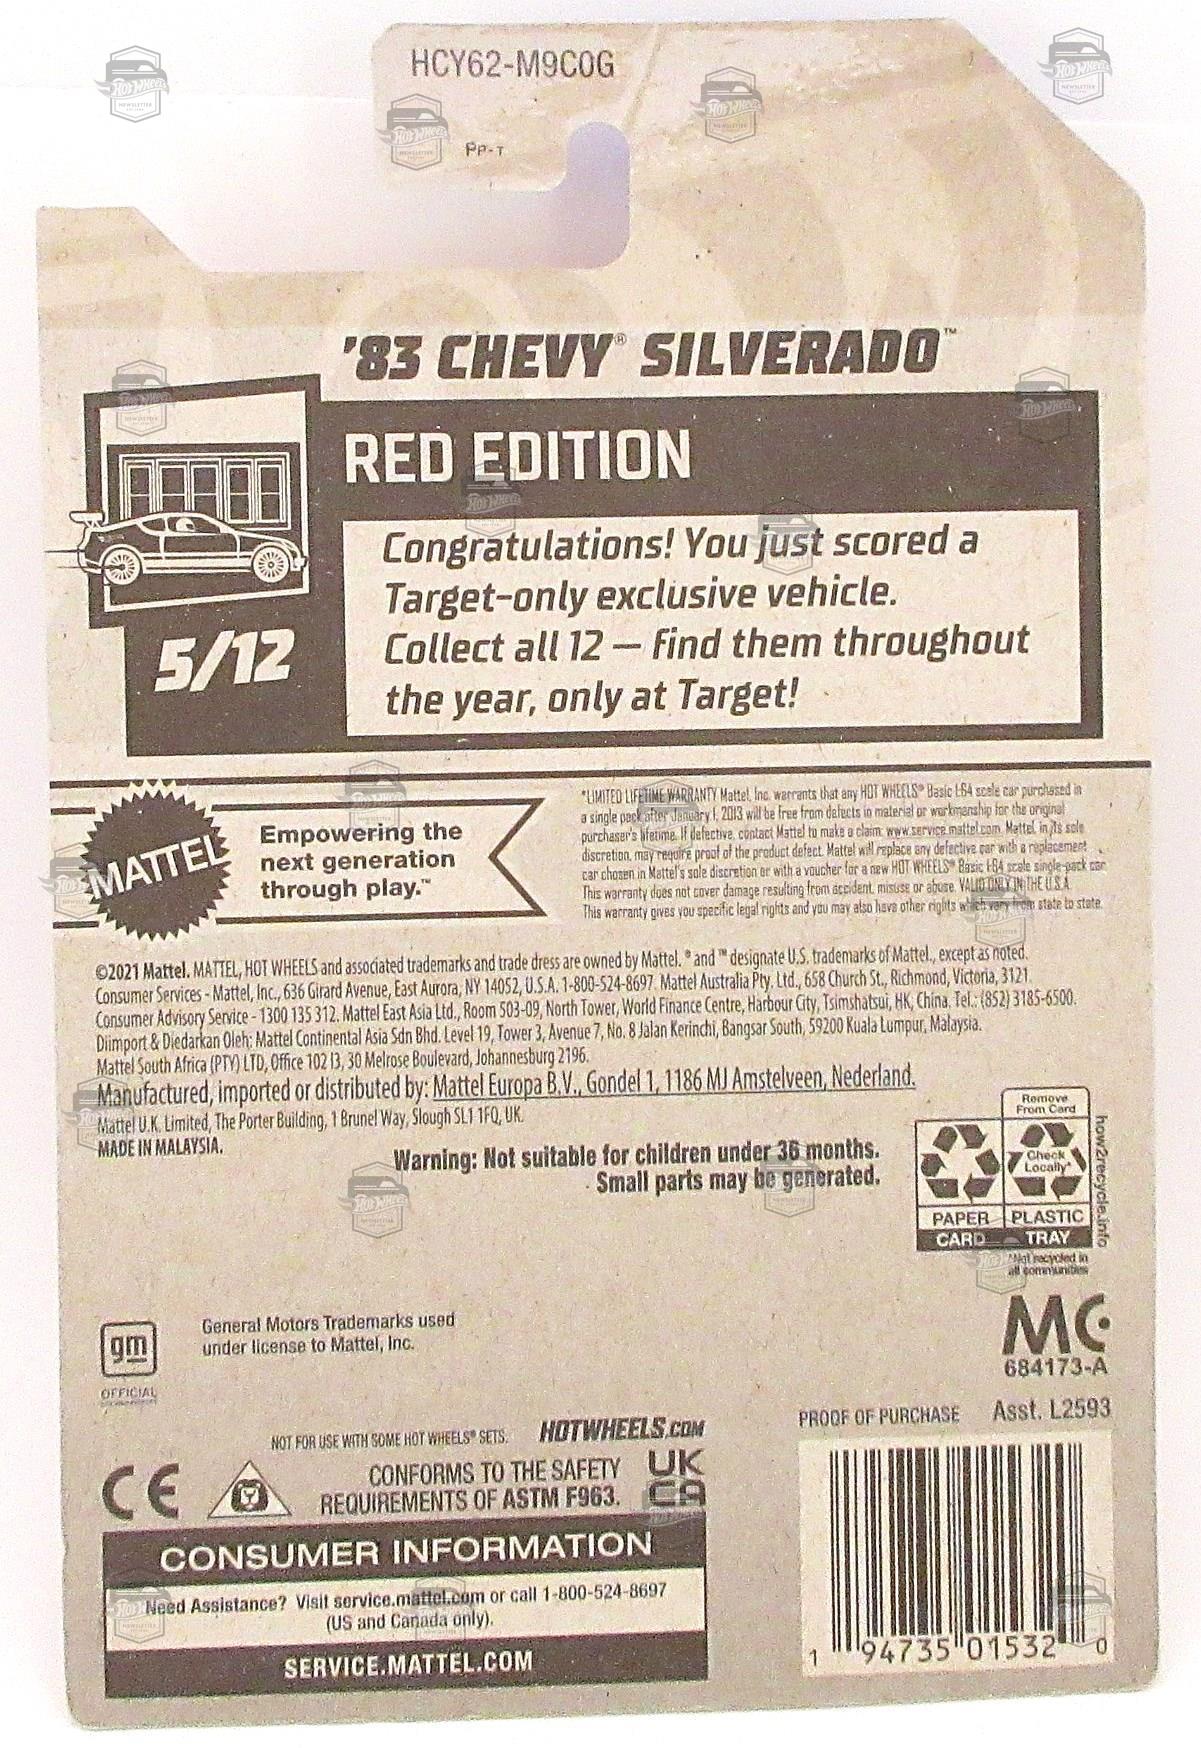 HCY62-M9C0G
PP-T
'83 CHEVY® SILVERADO™
RED EDITION
Congratulations! You just scored a
Target-only exclusive vehicle.
Collect all 12 — find them throughout
the year, only at Target!
5/12
MATTEL
Empowering the
next generation
through play.™
*LIMITED LIFETIME WARRANTY Mattel, Inc. warrants that any HOT WHEELS® Basic 1:64 scale car purchased in
a single pack after January 1, 2013 will be free from defects in material or workmanship for the original
purchaser's lifetime. If defective, contact Mattel to make a claim: www.service.mattel.com. Mattel, in its sole
discretion, may require proof of the product defect. Mattel will replace any defective car with a replacement
car chosen in Mattel's sole discretion or with a voucher for a new HOT WHEELS® Basic 1:64 scale single-pack car.
This warranty does not cover damage resulting from accident, misuse or abuse. VALID ONLY IN THE U.S.A.
This warranty gives you specific legal rights and you may also have other rights which vary from state to state.
©2021 Mattel. MATTEL, HOT WHEELS and associated trademarks and trade dress are owned by Mattel. ® and ™ designate U.S. trademarks of Mattel., except as noted.
Consumer Services - Mattel, Inc., 636 Girard Avenue, East Aurora, NY 14052, U.S.A. 1-800-524-8697. Mattel Australia Pty. Ltd., 658 Church St., Richmond, Victoria, 3121.
Consumer Advisory Service - 1300 135 312. Mattel East Asia Ltd., Room 503-09, North Tower, World Finance Centre, Harbour City, Tsimshatsui, HK, China. Tel.: (852) 3185-6500.
Diimport & Diedarkan Oleh: Mattel Continental Asia Sdn Bhd. Level 19, Tower 3, Avenue 7, No. 8 Jalan Kerinchi, Bangsar South, 59200 Kuala Lumpur, Malaysia.
Mattel South Africa (PTY) LTD, Office 102 I3, 30 Melrose Boulevard, Johannesburg 2196.
Manufactured, imported or distributed by: Mattel Europa B.V., Gondel 1, 1186 MJ Amstelveen, Nederland.
Mattel U.K. Limited, The Porter Building, 1 Brunel Way, Slough SL1 1FQ, UK.
MADE IN MALAYSIA.
Warning: Not suitable for children under 36 months.
Small parts may be generated.
Remove
From Card
Check
Locally*
PAPER PLASTIC
CARD TRAY
how2recycle.info
*Not recycled in
all communities
gm
OFFICIAL
General Motors Trademarks used
under license to Mattel, Inc.
MC
684173-A
PROOF OF PURCHASE Asst. L2593
NOT FOR USE WITH SOME HOT WHEELS® SETS. HOTWHEELS.COM
CE
CONFORMS TO THE SAFETY
REQUIREMENTS OF ASTM F963.
UK
CA
CONSUMER INFORMATION
Need Assistance? Visit service.mattel.com or call 1-800-524-8697
(US and Canada only).
SERVICE.MATTEL.COM
1 94735 01532 0